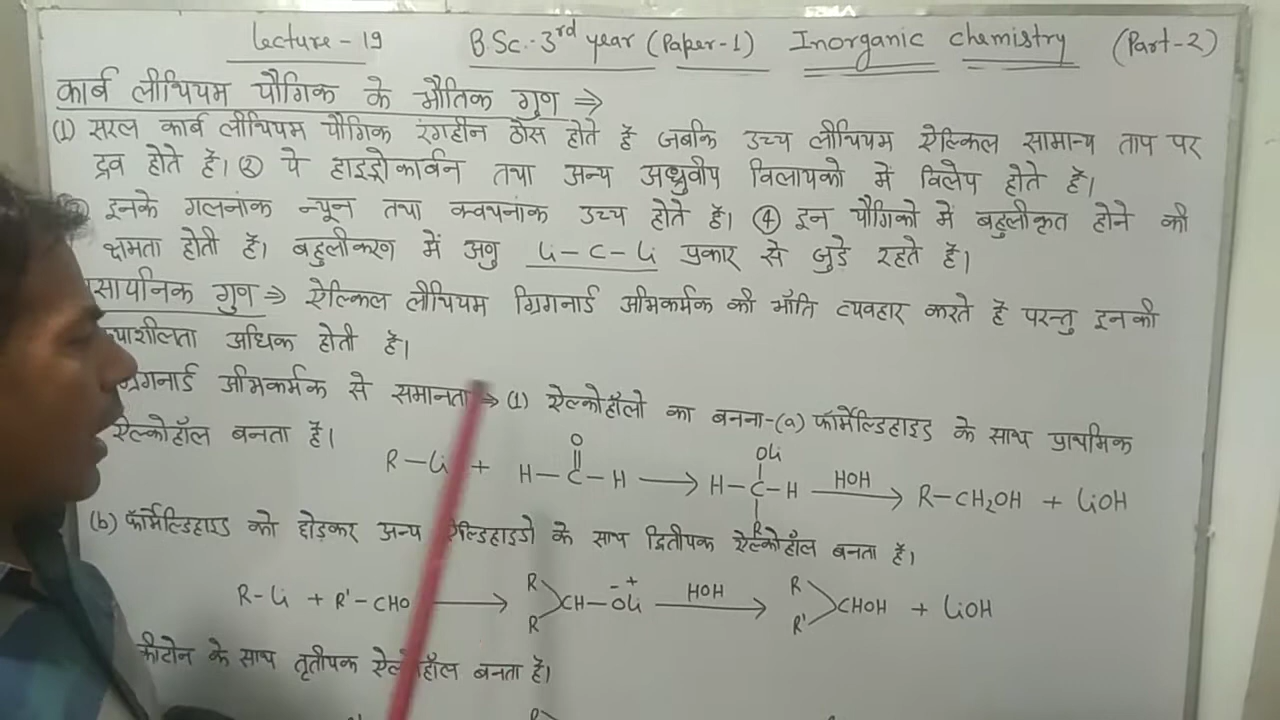 Lecture - 19 B.Sc. 3rd year (Paper-1) Inorganic chemistry (Part-2)
कार्ब लीथियम यौगिक के भौतिक गुण ⇒
(1) सरल कार्ब लीथियम यौगिक रंगहीन ठोस होते हैं जबकि उच्च लीथियम ऐल्किल सामान्य ताप पर
द्रव होते हैं। ② ये हाइड्रोकार्बन तथा अन्य अध्रुवीय विलायको में विलेय होते हैं।
इनके गलनांक न्यून तथा क्वथनांक उच्च होते हैं। ④ इन यौगिको में बहुलीकृत होने की
क्षमता होती है। बहुलीकरण में अणु Li-C-Li प्रकार से जुड़े रहते हैं।
सायनिक गुण ⇒ ऐल्किल लीथियम ग्रिगनार्ड अभिकर्मक की भाँति व्यवहार करते हैं परन्तु इनकी
याशीलता अधिक होती है।
ग्रिगनार्ड अभिकर्मक से समानता ⇒ (1) ऐल्कोहॉलो का बनना-(a) फॉर्मेल्डिहाइड के साथ प्राथमिक
ऐल्कोहॉल बनता है।
O OLi
R-Li + H-C-H ⟶ H-C-H HOH ⟶ R-CH2OH + LiOH
R
(b) फॉर्मेल्डिहाइड को छोड़कर अन्य ऐल्डिहाइडो के साथ द्वितीयक ऐल्कोहॉल बनता है।
R - + HOH R
R-Li + R'-CHO ⟶ CH-OLi ⟶ CHOH + LiOH
R R'
कीटोन के साथ तृतीयक ऐल्कोहॉल बनता है।
R